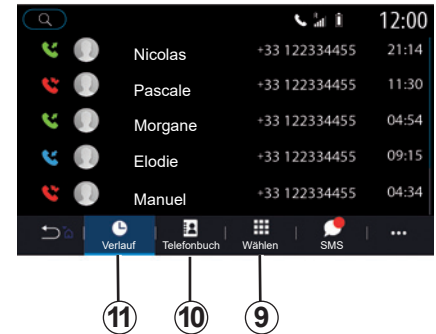 12:00
Nicolas +33 122334455 21:14
Pascale +33 122334455 11:30
Morgane +33 122334455 04:54
Elodie +33 122334455 09:15
Manuel +33 122334455 04:34
Verlauf Telefonbuch Wählen SMS ...
11 10 9